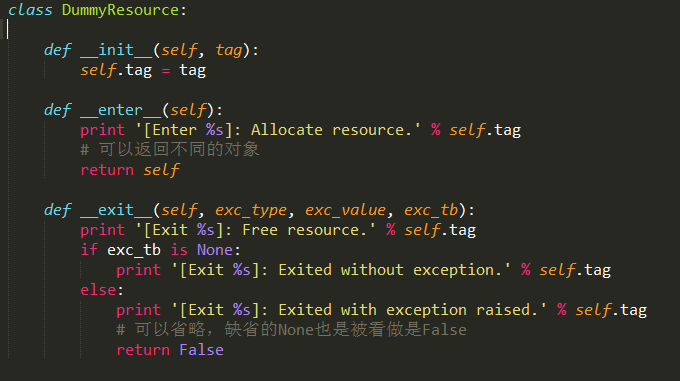 class DummyResource:
def __init__(self, tag):
self.tag = tag
def __enter__(self):
print '[Enter %s]: Allocate resource.' % self.tag
# 可以返回不同的对象
return self
def __exit__(self, exc_type, exc_value, exc_tb):
print '[Exit %s]: Free resource.' % self.tag
if exc_tb is None:
print '[Exit %s]: Exited without exception.' % self.tag
else:
print '[Exit %s]: Exited with exception raised.' % self.tag
# 可以省略，缺省的None也是被看做是False
return False